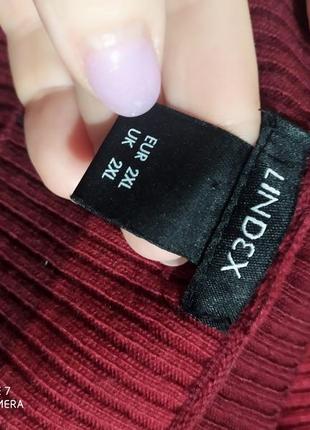 EUR 2XL
UK 2XL
LINDEX
7
MERA